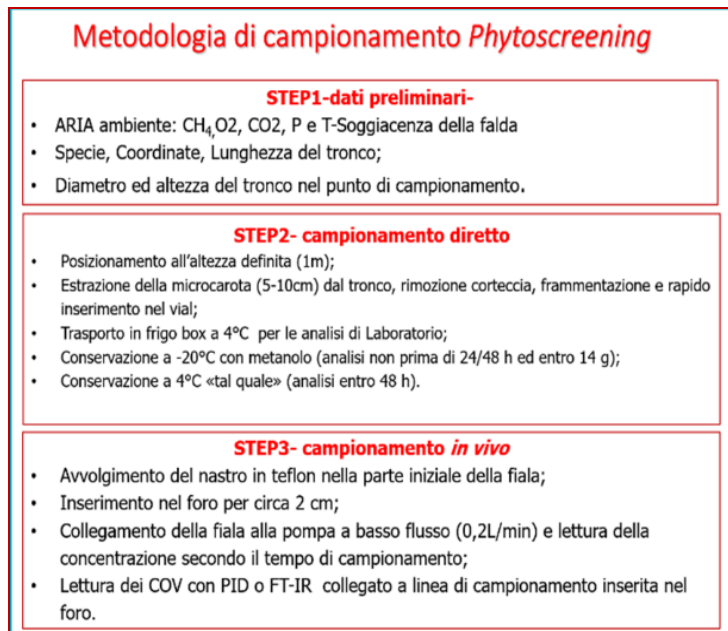 Metodologia di campionamento Phytoscreening
STEP1-dati preliminari-
• ARIA ambiente: CH4,O2, CO2, P e T-Soggiacenza della falda
• Specie, Coordinate, Lunghezza del tronco;
• Diametro ed altezza del tronco nel punto di campionamento.
STEP2- campionamento diretto
• Posizionamento all'altezza definita (1m);
• Estrazione della microcarota (5-10cm) dal tronco, rimozione corteccia, frammentazione e rapido
inserimento nel vial;
• Trasporto in frigo box a 4°C per le analisi di Laboratorio;
• Conservazione a -20°C con metanolo (analisi non prima di 24/48 h ed entro 14 g);
• Conservazione a 4°C «tal quale» (analisi entro 48 h).
STEP3- campionamento in vivo
• Avvolgimento del nastro in teflon nella parte iniziale della fiala;
• Inserimento nel foro per circa 2 cm;
• Collegamento della fiala alla pompa a basso flusso (0,2L/min) e lettura della
concentrazione secondo il tempo di campionamento;
• Lettura dei COV con PID o FT-IR collegato a linea di campionamento inserita nel
foro.